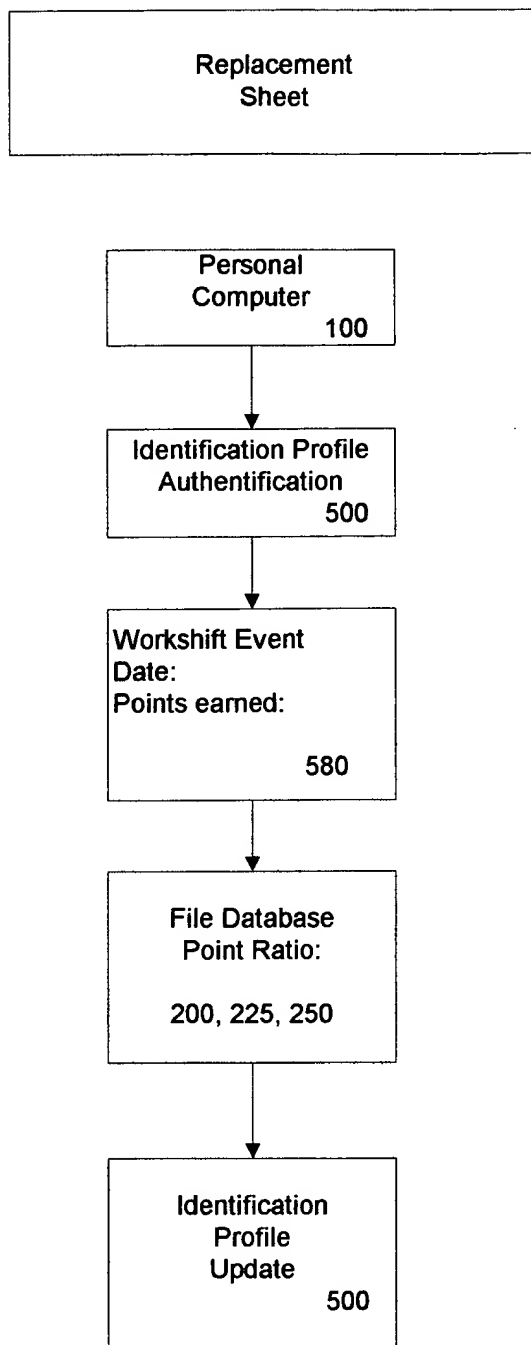 Replacement
Sheet
Personal
Computer
100
Identification Profile
Authentification
500
Workshift Event
Date:
Points earned:
580
File Database
Point Ratio:
200, 225, 250
Identification
Profile
Update
500